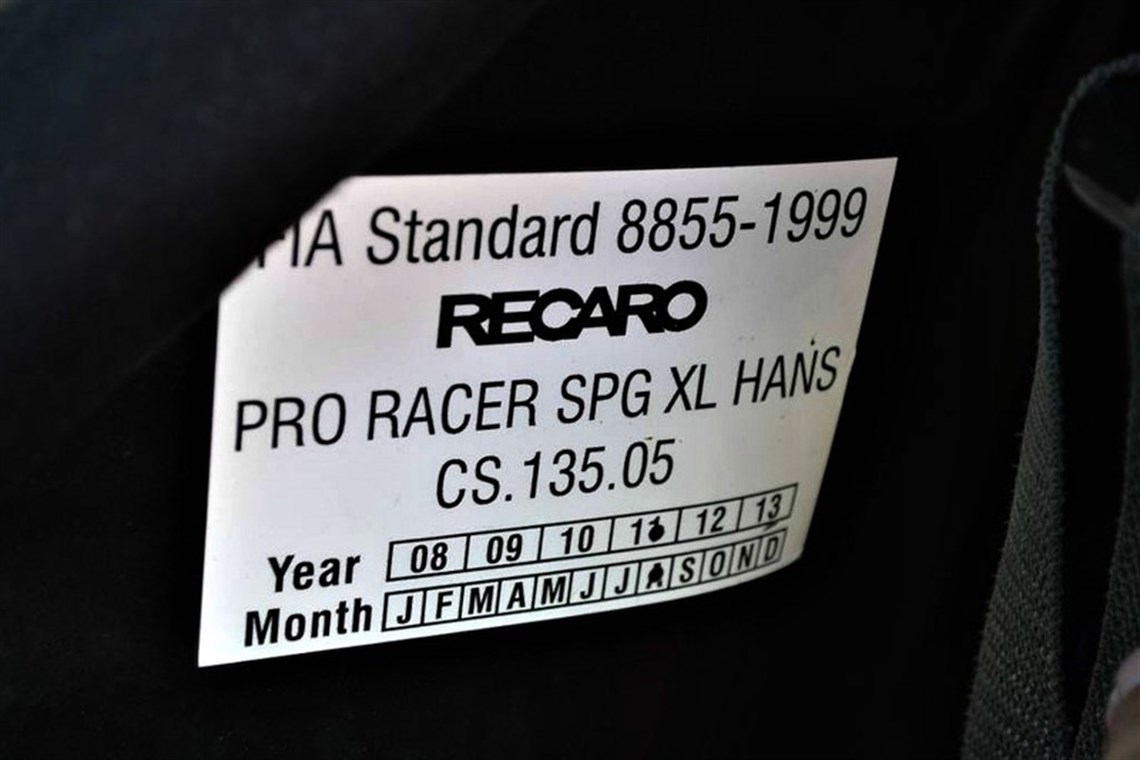 FIA Standard 8855-1999
RECARO
PRO RACER SPG XL HANS
CS.135.05
Year 08 09 10 11 12 13
Month J F M A M J J A S O N D